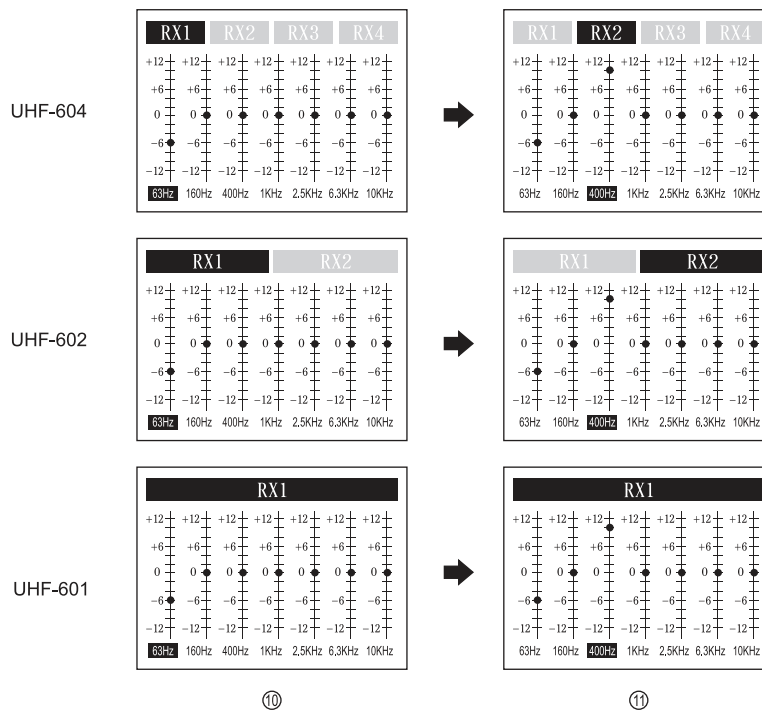 RX1 RX2 RX3 RX4
+12 +12 +12 +12 +12 +12 +12
+6 +6 +6 +6 +6 +6 +6
0 0 0 0 0 0 0
−6 −6 −6 −6 −6 −6 −6
−12 −12 −12 −12 −12 −12 −12
63Hz 160Hz 400Hz 1KHz 2.5KHz 6.3KHz 10KHz
UHF-604
RX1 RX2 RX3 RX4
+12 +12 +12 +12 +12 +12 +12
+6 +6 +6 +6 +6 +6 +6
0 0 0 0 0 0 0
−6 −6 −6 −6 −6 −6 −6
−12 −12 −12 −12 −12 −12 −12
63Hz 160Hz 400Hz 1KHz 2.5KHz 6.3KHz 10KHz
RX1 RX2
+12 +12 +12 +12 +12 +12 +12
+6 +6 +6 +6 +6 +6 +6
0 0 0 0 0 0 0
−6 −6 −6 −6 −6 −6 −6
−12 −12 −12 −12 −12 −12 −12
63Hz 160Hz 400Hz 1KHz 2.5KHz 6.3KHz 10KHz
UHF-602
RX1 RX2
+12 +12 +12 +12 +12 +12 +12
+6 +6 +6 +6 +6 +6 +6
0 0 0 0 0 0 0
−6 −6 −6 −6 −6 −6 −6
−12 −12 −12 −12 −12 −12 −12
63Hz 160Hz 400Hz 1KHz 2.5KHz 6.3KHz 10KHz
RX1
+12 +12 +12 +12 +12 +12 +12
+6 +6 +6 +6 +6 +6 +6
0 0 0 0 0 0 0
−6 −6 −6 −6 −6 −6 −6
−12 −12 −12 −12 −12 −12 −12
63Hz 160Hz 400Hz 1KHz 2.5KHz 6.3KHz 10KHz
UHF-601
RX1
+12 +12 +12 +12 +12 +12 +12
+6 +6 +6 +6 +6 +6 +6
0 0 0 0 0 0 0
−6 −6 −6 −6 −6 −6 −6
−12 −12 −12 −12 −12 −12 −12
63Hz 160Hz 400Hz 1KHz 2.5KHz 6.3KHz 10KHz
⑩ ⑪